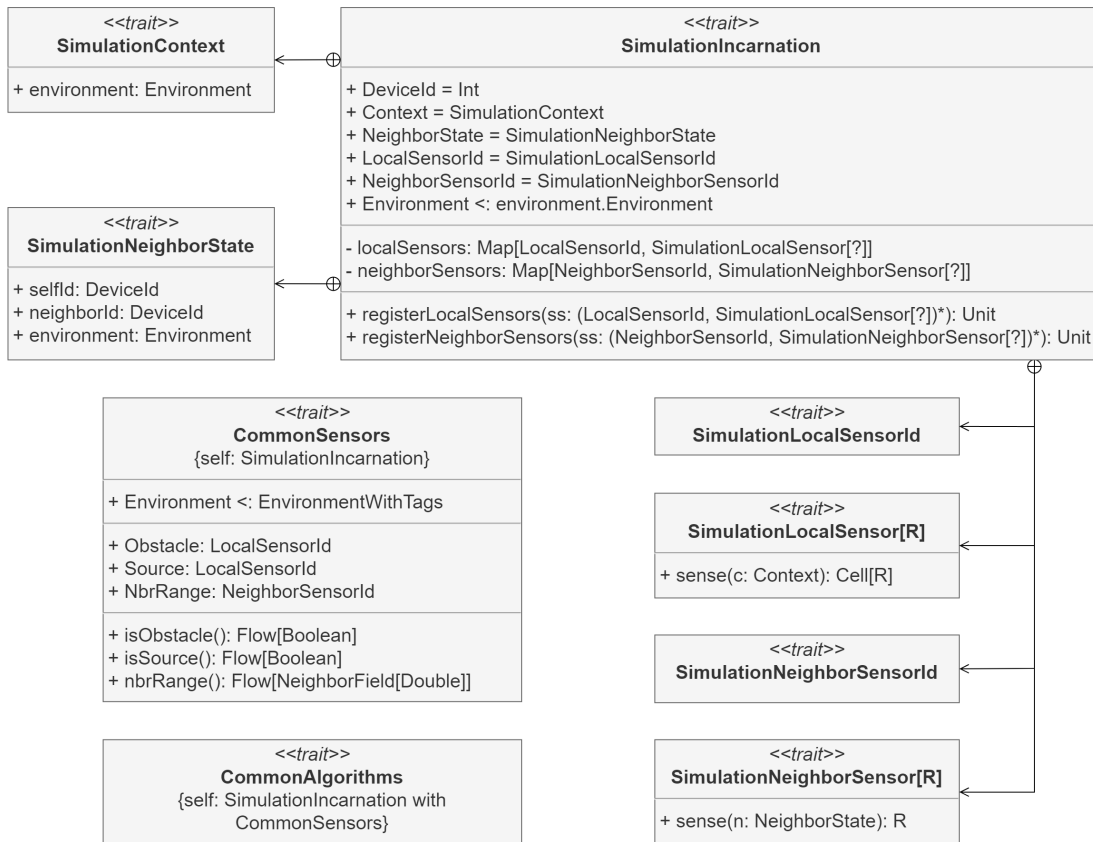 <<trait>>
SimulationContext
+ environment: Environment
<<trait>>
SimulationIncarnation
+ DeviceId = Int
+ Context = SimulationContext
+ NeighborState = SimulationNeighborState
+ LocalSensorId = SimulationLocalSensorId
+ NeighborSensorId = SimulationNeighborSensorId
+ Environment <: environment.Environment
- localSensors: Map[LocalSensorId, SimulationLocalSensor[?]]
- neighborSensors: Map[NeighborSensorId, SimulationNeighborSensor[?]]
+ registerLocalSensors(ss: (LocalSensorId, SimulationLocalSensor[?])*): Unit
+ registerNeighborSensors(ss: (NeighborSensorId, SimulationNeighborSensor[?])*): Unit
<<trait>>
SimulationNeighborState
+ selfId: DeviceId
+ neighborId: DeviceId
+ environment: Environment
<<trait>>
CommonSensors
{self: SimulationIncarnation}
+ Environment <: EnvironmentWithTags
+ Obstacle: LocalSensorId
+ Source: LocalSensorId
+ NbrRange: NeighborSensorId
+ isObstacle(): Flow[Boolean]
+ isSource(): Flow[Boolean]
+ nbrRange(): Flow[NeighborField[Double]]
<<trait>>
CommonAlgorithms
{self: SimulationIncarnation with
CommonSensors}
<<trait>>
SimulationLocalSensorId
<<trait>>
SimulationLocalSensor[R]
+ sense(c: Context): Cell[R]
<<trait>>
SimulationNeighborSensorId
<<trait>>
SimulationNeighborSensor[R]
+ sense(n: NeighborState): R